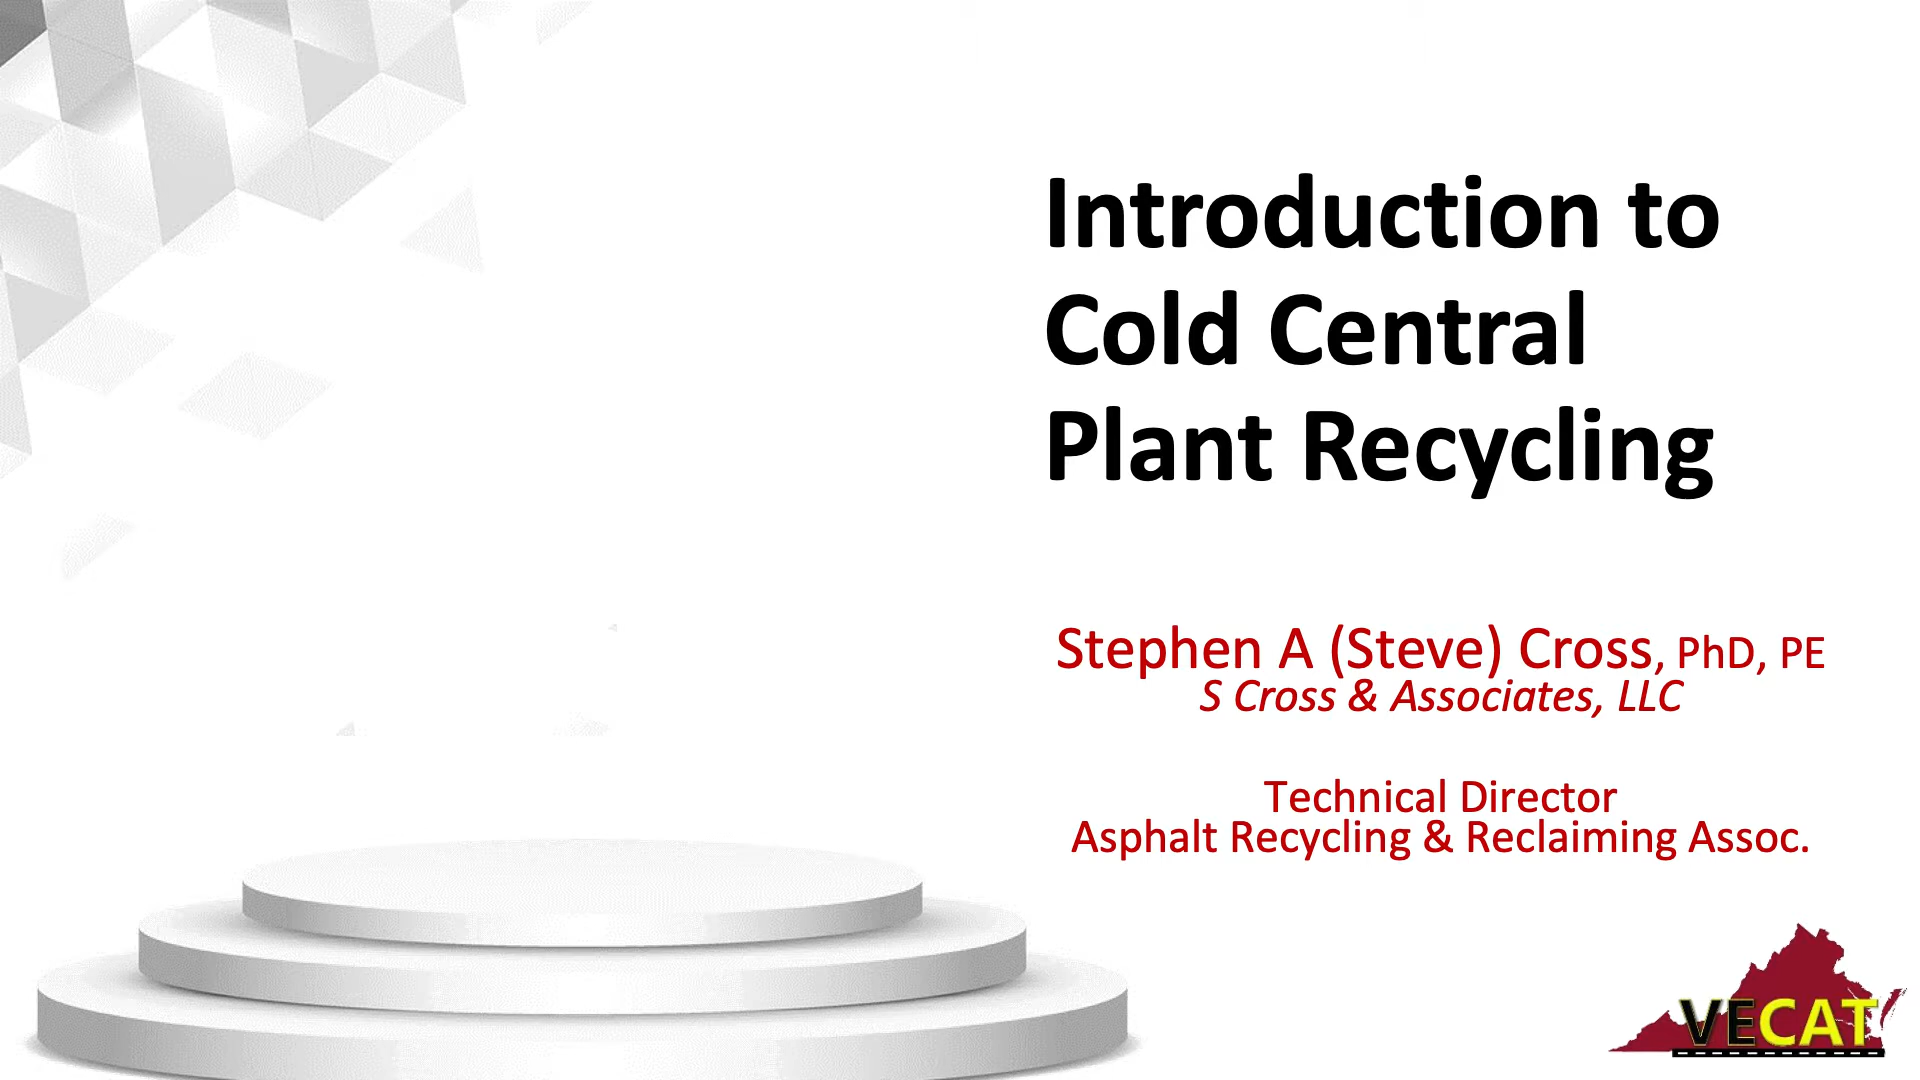 Introduction to
Cold Central
Plant Recycling
Stephen A (Steve) Cross, PhD, PE
S Cross & Associates, LLC
Technical Director
Asphalt Recycling & Reclaiming Assoc.
VECAT